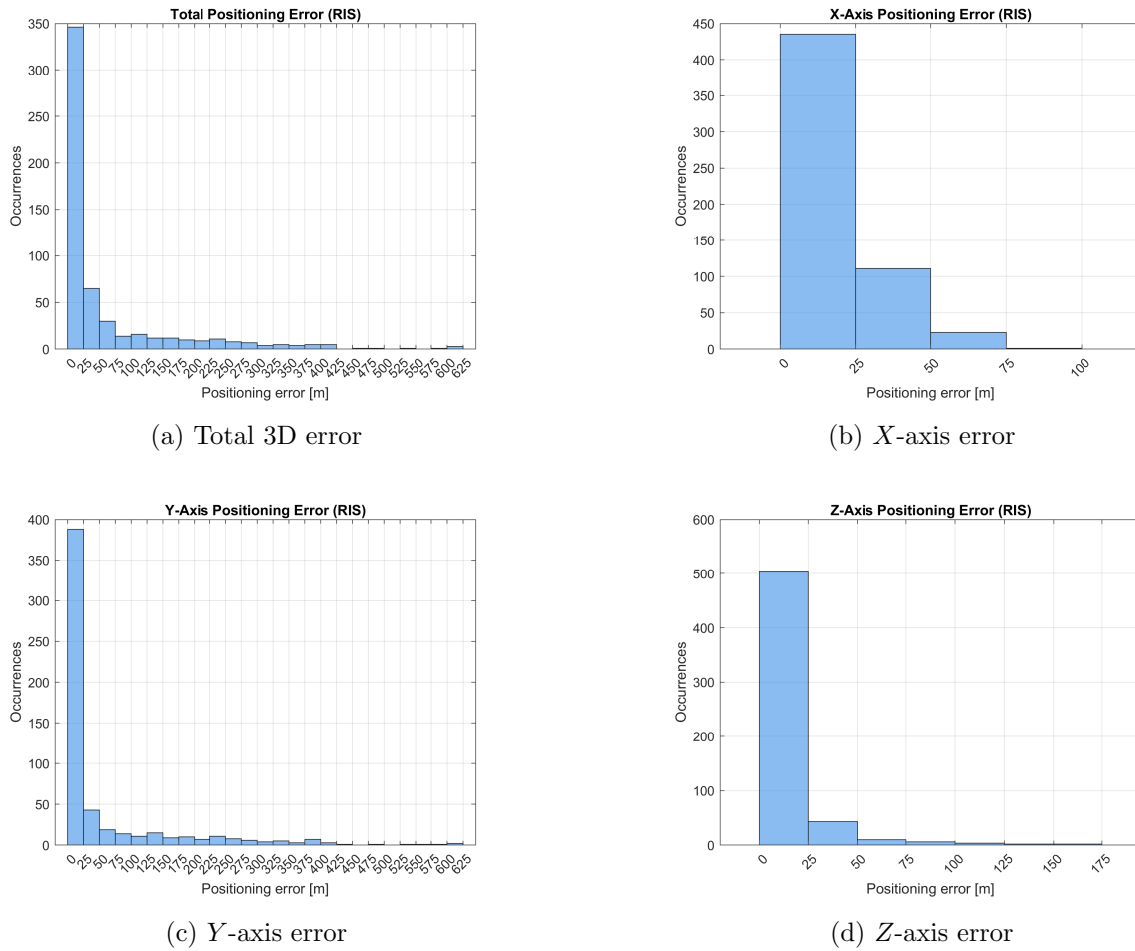 Total Positioning Error (RIS)
350
300
250
200
150
100
50
0
Occurrences
0 25 50 75 100 125 150 175 200 225 250 275 300 325 350 375 400 425 450 475 500 525 550 575 600 625
Positioning error [m]
(a) Total 3D error
X-Axis Positioning Error (RIS)
450
400
350
300
250
200
150
100
50
0
Occurrences
0 25 50 75 100
Positioning error [m]
(b) X-axis error
Y-Axis Positioning Error (RIS)
400
350
300
250
200
150
100
50
0
Occurrences
0 25 50 75 100 125 150 175 200 225 250 275 300 325 350 375 400 425 450 475 500 525 550 575 600 625
Positioning error [m]
(c) Y-axis error
Z-Axis Positioning Error (RIS)
600
500
400
300
200
100
0
Occurrences
0 25 50 75 100 125 150 175
Positioning error [m]
(d) Z-axis error